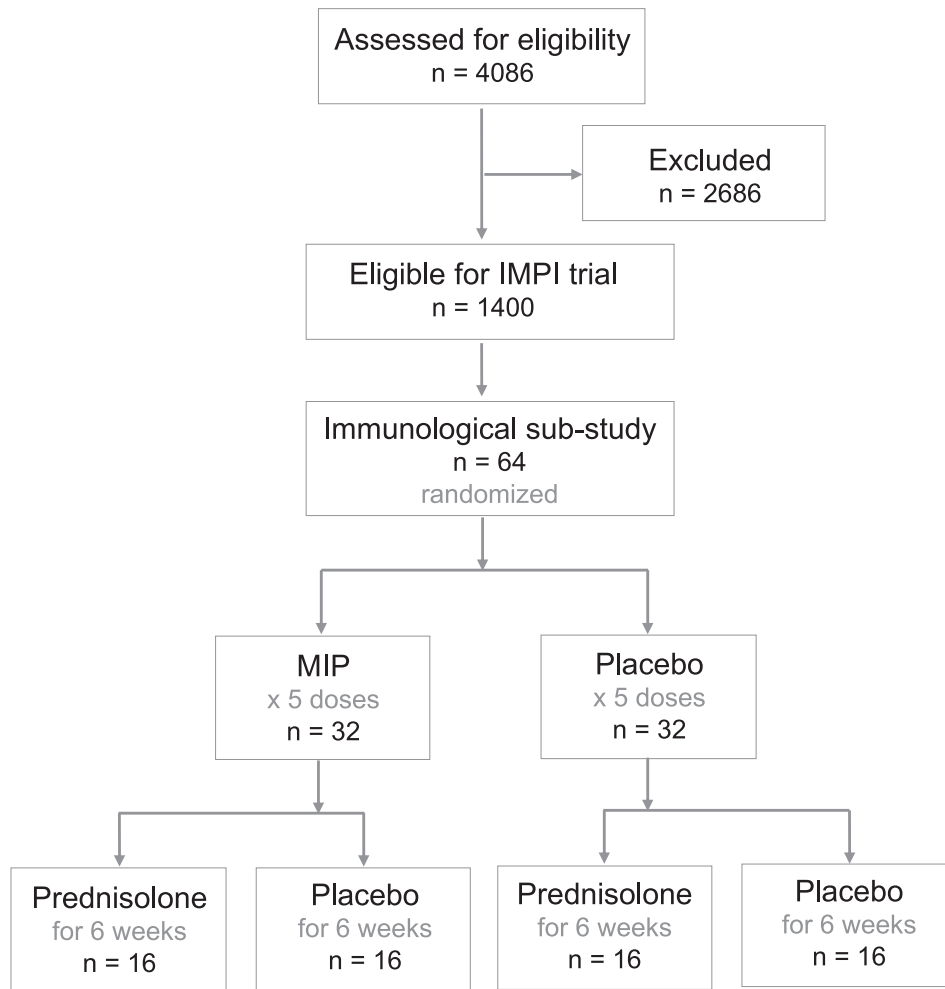 Assessed for eligibility
n = 4086
Excluded
n = 2686
Eligible for IMPI trial
n = 1400
Immunological sub-study
n = 64
randomized
MIP
x 5 doses
n = 32
Placebo
x 5 doses
n = 32
Prednisolone
for 6 weeks
n = 16
Placebo
for 6 weeks
n = 16
Prednisolone
for 6 weeks
n = 16
Placebo
for 6 weeks
n = 16